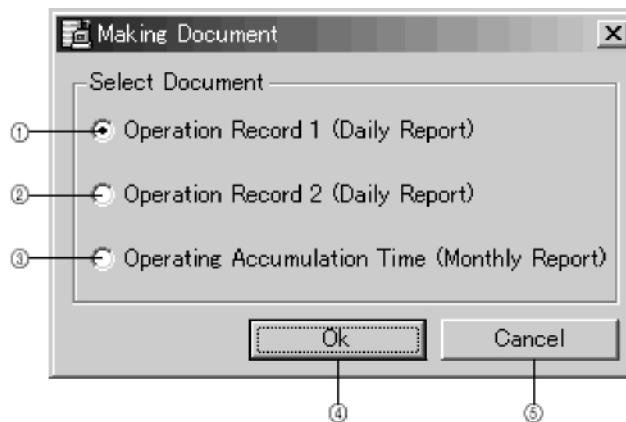 Making Document
Select Document
① Operation Record 1 (Daily Report)
② Operation Record 2 (Daily Report)
③ Operating Accumulation Time (Monthly Report)
Ok Cancel
④ ⑤